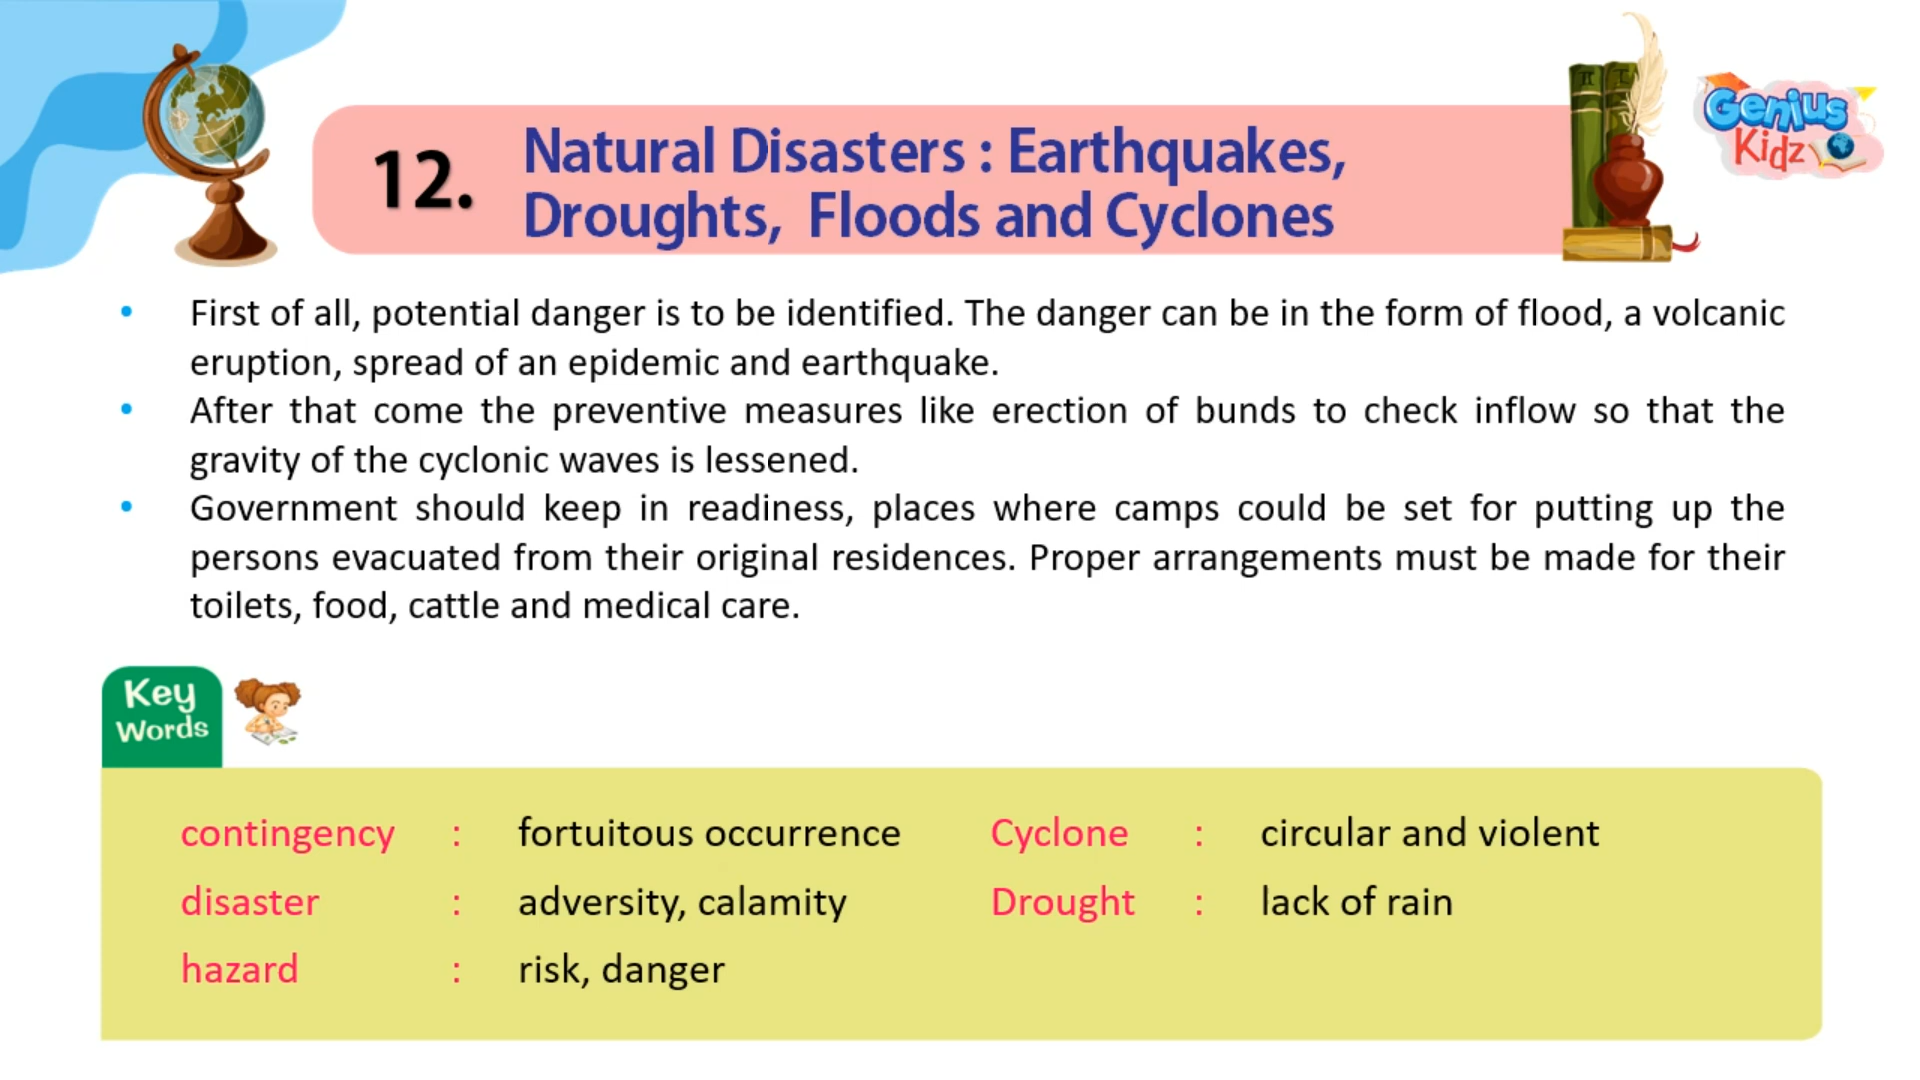 Genius
Kidz
12.
Natural Disasters : Earthquakes,
Droughts, Floods and Cyclones
• First of all, potential danger is to be identified. The danger can be in the form of flood, a volcanic
eruption, spread of an epidemic and earthquake.
• After that come the preventive measures like erection of bunds to check inflow so that the
gravity of the cyclonic waves is lessened.
• Government should keep in readiness, places where camps could be set for putting up the
persons evacuated from their original residences. Proper arrangements must be made for their
toilets, food, cattle and medical care.
Key
Words
contingency : fortuitous occurrence Cyclone : circular and violent
disaster : adversity, calamity Drought : lack of rain
hazard : risk, danger